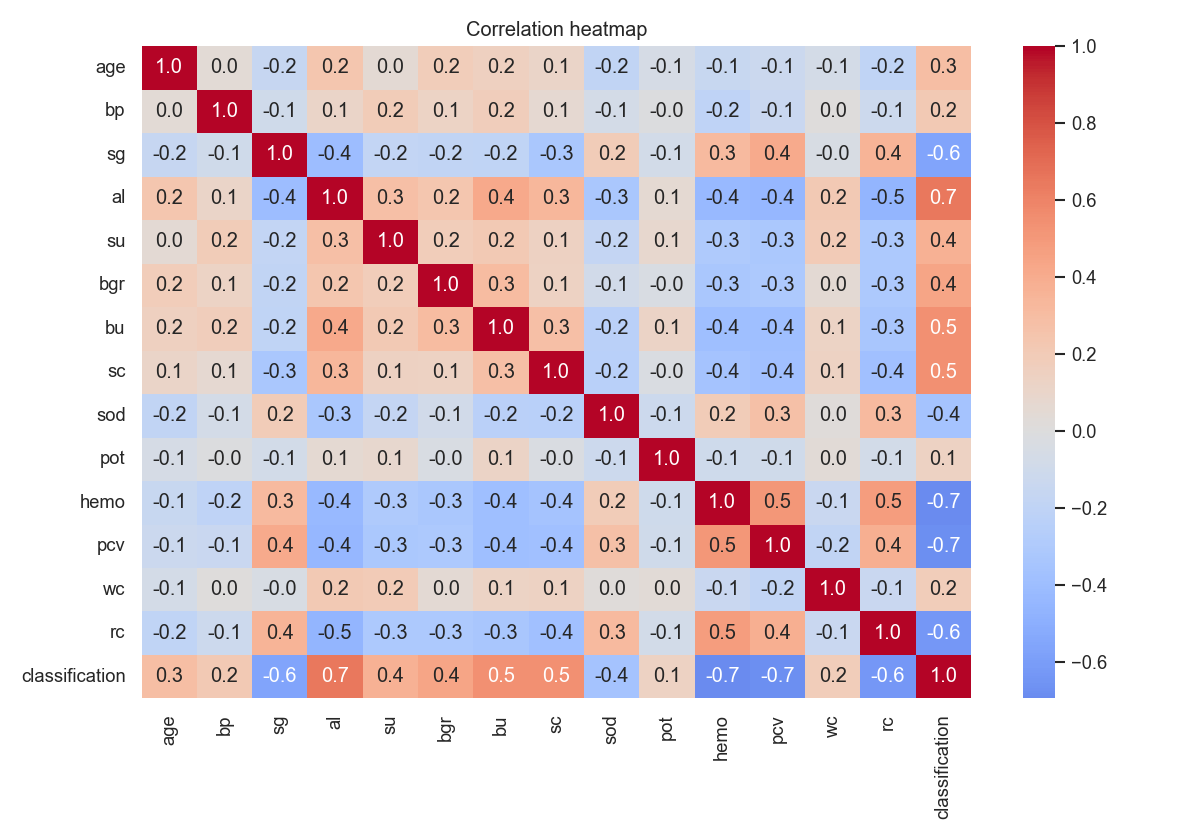 Correlation heatmap
age 1.0 0.0 -0.2 0.2 0.0 0.2 0.2 0.1 -0.2 -0.1 -0.1 -0.1 -0.1 -0.2 0.3
bp 0.0 1.0 -0.1 0.1 0.2 0.1 0.2 0.1 -0.1 -0.0 -0.2 -0.1 0.0 -0.1 0.2
sg -0.2 -0.1 1.0 -0.4 -0.2 -0.2 -0.2 -0.3 0.2 -0.1 0.3 0.4 -0.0 0.4 -0.6
al 0.2 0.1 -0.4 1.0 0.3 0.2 0.4 0.3 -0.3 0.1 -0.4 -0.4 0.2 -0.5 0.7
su 0.0 0.2 -0.2 0.3 1.0 0.2 0.2 0.1 -0.2 0.1 -0.3 -0.3 0.2 -0.3 0.4
bgr 0.2 0.1 -0.2 0.2 0.2 1.0 0.3 0.1 -0.1 -0.0 -0.3 -0.3 0.0 -0.3 0.4
bu 0.2 0.2 -0.2 0.4 0.2 0.3 1.0 0.3 -0.2 0.1 -0.4 -0.4 0.1 -0.3 0.5
sc 0.1 0.1 -0.3 0.3 0.1 0.1 0.3 1.0 -0.2 -0.0 -0.4 -0.4 0.1 -0.4 0.5
sod -0.2 -0.1 0.2 -0.3 -0.2 -0.1 -0.2 -0.2 1.0 -0.1 0.2 0.3 0.0 0.3 -0.4
pot -0.1 -0.0 -0.1 0.1 0.1 -0.0 0.1 -0.0 -0.1 1.0 -0.1 -0.1 0.0 -0.1 0.1
hemo -0.1 -0.2 0.3 -0.4 -0.3 -0.3 -0.4 -0.4 0.2 -0.1 1.0 0.5 -0.1 0.5 -0.7
pcv -0.1 -0.1 0.4 -0.4 -0.3 -0.3 -0.4 -0.4 0.3 -0.1 0.5 1.0 -0.2 0.4 -0.7
wc -0.1 0.0 -0.0 0.2 0.2 0.0 0.1 0.1 0.0 0.0 -0.1 -0.2 1.0 -0.1 0.2
rc -0.2 -0.1 0.4 -0.5 -0.3 -0.3 -0.3 -0.4 0.3 -0.1 0.5 0.4 -0.1 1.0 -0.6
classification 0.3 0.2 -0.6 0.7 0.4 0.4 0.5 0.5 -0.4 0.1 -0.7 -0.7 0.2 -0.6 1.0
age bp sg al su bgr bu sc sod pot hemo pcv wc rc classification
1.0
0.8
0.6
0.4
0.2
0.0
−0.2
−0.4
−0.6